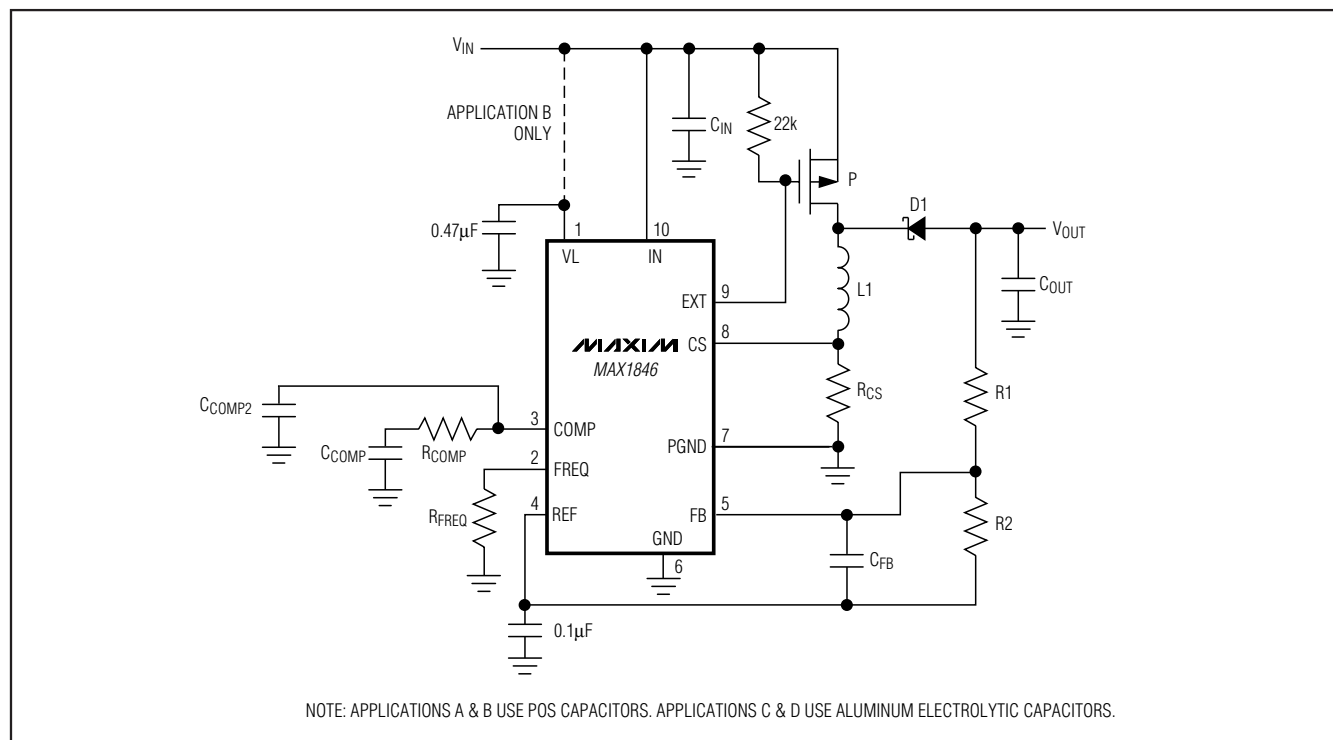 VIN
APPLICATION B
ONLY
CIN
22k
P
D1
VOUT
0.47µF
1
10
VL
IN
COUT
EXT
9
L1
CS
8
MAXIM
MAX1846
RCS
R1
CCOMP2
3
COMP
PGND
7
CCOMP
RCOMP
2
FREQ
4
REF
FB
5
RFREQ
R2
GND
6
CFB
0.1µF
NOTE: APPLICATIONS A & B USE POS CAPACITORS. APPLICATIONS C & D USE ALUMINUM ELECTROLYTIC CAPACITORS.